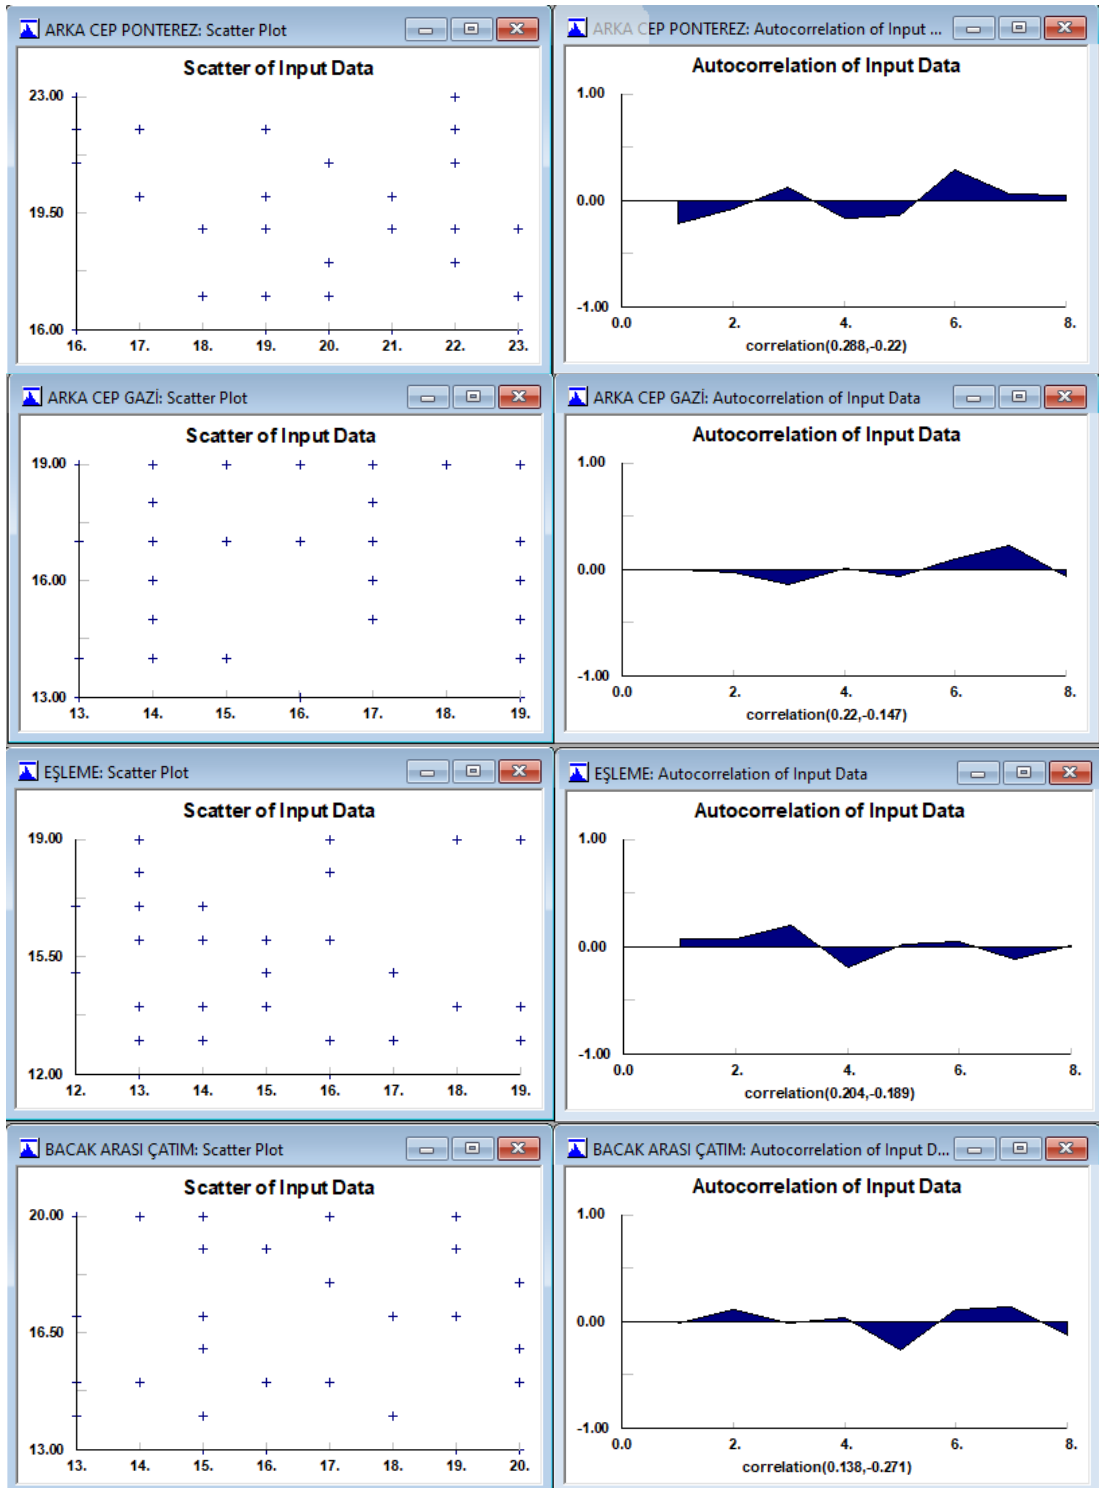 ARKA CEP PONTEREZ: Scatter Plot
Scatter of Input Data
23.00
19.50
16.00
16. 17. 18. 19. 20. 21. 22. 23.
ARKA CEP PONTEREZ: Autocorrelation of Input ...
Autocorrelation of Input Data
1.00
0.00
-1.00
0.0 2. 4. 6. 8.
correlation(0.288,-0.22)
ARKA CEP GAZİ: Scatter Plot
Scatter of Input Data
19.00
16.00
13.00
13. 14. 15. 16. 17. 18. 19.
ARKA CEP GAZİ: Autocorrelation of Input Data
Autocorrelation of Input Data
1.00
0.00
-1.00
0.0 2. 4. 6. 8.
correlation(0.22,-0.147)
EŞLEME: Scatter Plot
Scatter of Input Data
19.00
15.50
12.00
12. 13. 14. 15. 16. 17. 18. 19.
EŞLEME: Autocorrelation of Input Data
Autocorrelation of Input Data
1.00
0.00
-1.00
0.0 2. 4. 6. 8.
correlation(0.204,-0.189)
BACAK ARASI ÇATIM: Scatter Plot
Scatter of Input Data
20.00
16.50
13.00
13. 14. 15. 16. 17. 18. 19. 20.
BACAK ARASI ÇATIM: Autocorrelation of Input D...
Autocorrelation of Input Data
1.00
0.00
-1.00
0.0 2. 4. 6. 8.
correlation(0.138,-0.271)